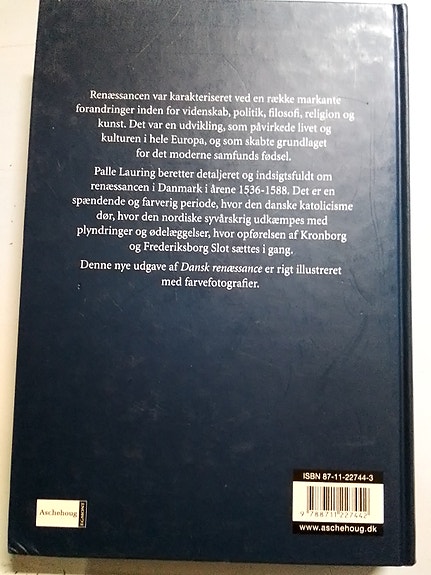 Renæssancen var karakteriseret ved en række markante
forandringer inden for videnskab, politik, filosofi, religion og
kunst. Det var en udvikling, som påvirkede livet og
kulturen i hele Europa, og som skabte grundlaget
for det moderne samfunds fødsel.
Palle Lauring beretter detaljeret og indsigtsfuldt om
renæssancen i Danmark i årene 1536-1588. Det er en
spændende og farverig periode, hvor den danske katolicisme
dør, hvor den nordiske syvårskrig udkæmpes med
plyndringer og ødelæggelser, hvor opførelsen af Kronborg
og Frederiksborg Slot sættes i gang.
Denne nye udgave af Dansk renæssance er rigt illustreret
med farvefotografier.
ISBN 87-11-22744-3
9 788711 227442
www.aschehoug.dk
Aschehoug
EGMONT